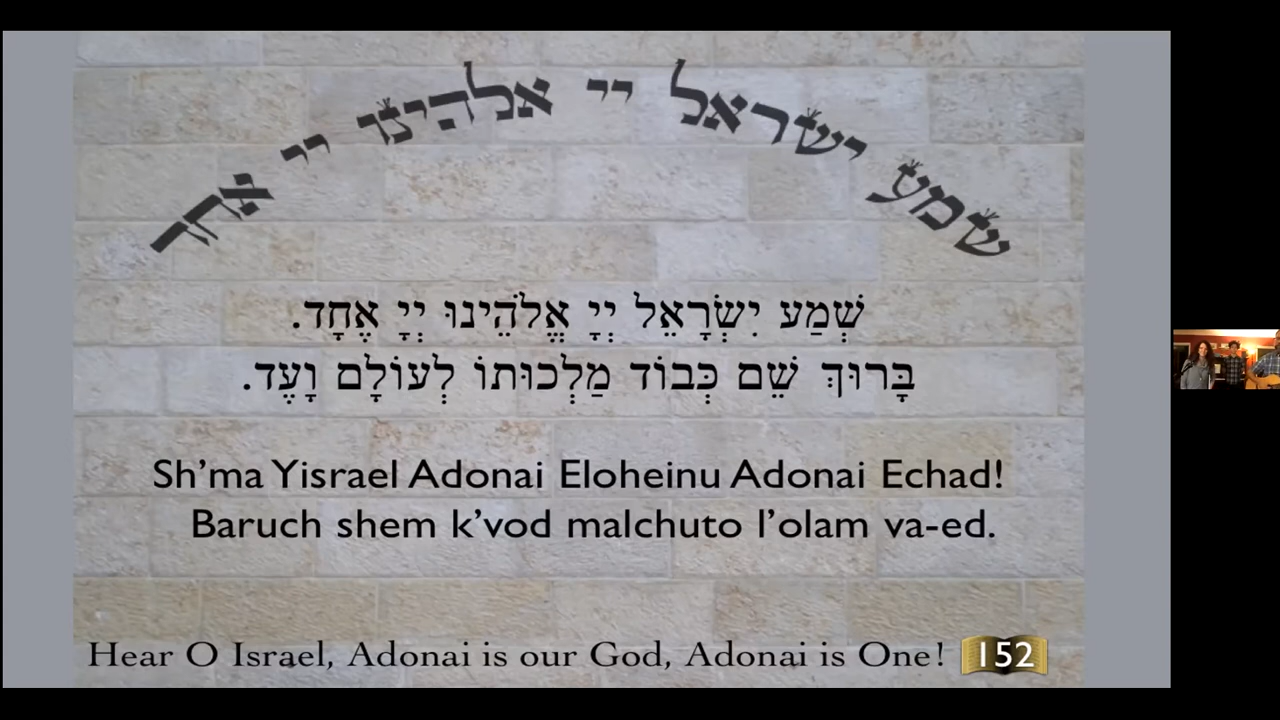 שמע ישראל יי אלהינו יי אחד
שְׁמַע יִשְׂרָאֵל יְיָ אֱלֹהֵינוּ יְיָ אֶחָד.
בָּרוּךְ שֵׁם כְּבוֹד מַלְכוּתוֹ לְעוֹלָם וָעֶד.
Sh’ma Yisrael Adonai Eloheinu Adonai Echad!
Baruch shem k’vod malchuto l’olam va-ed.
Hear O Israel, Adonai is our God, Adonai is One! 152